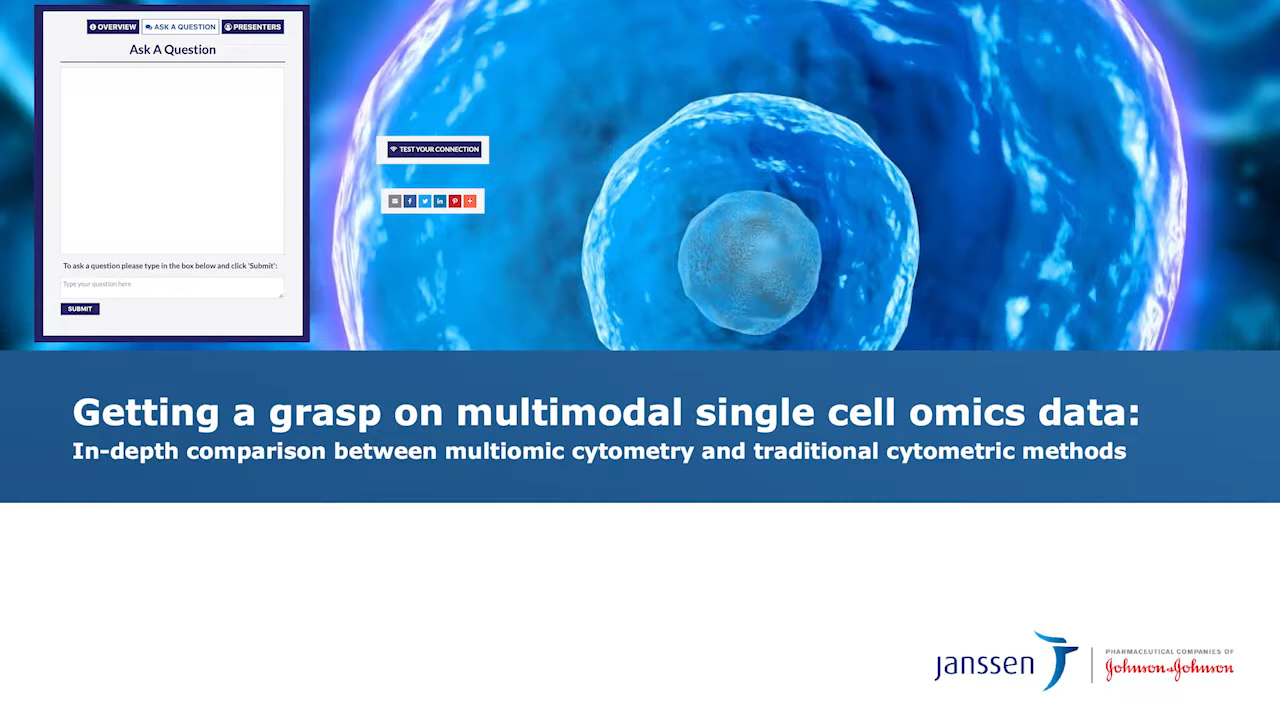 OVERVIEW
ASK A QUESTION
PRESENTERS
Ask A Question
To ask a question please type in the box below and click 'Submit':
Type your question here
SUBMIT
TEST YOUR CONNECTION
Getting a grasp on multimodal single cell omics data:
In-depth comparison between multiomic cytometry and traditional cytometric methods
janssen
PHARMACEUTICAL COMPANIES OF
Johnson & Johnson